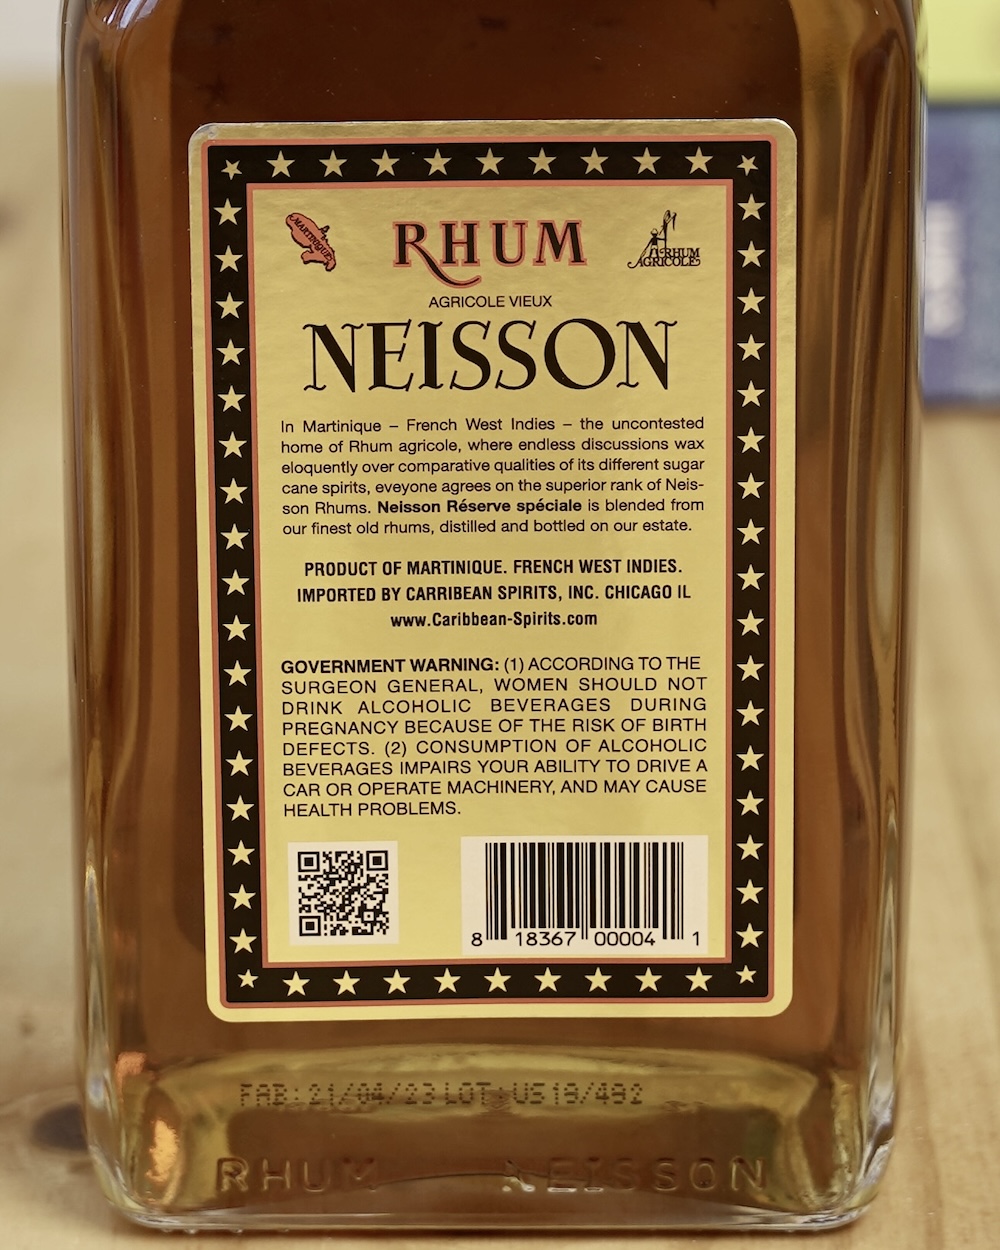 MARTINIQUE
RHUM
RHUM
AGRICOLE
AGRICOLE VIEUX
NEISSON
In Martinique – French West Indies – the uncontested
home of Rhum agricole, where endless discussions wax
eloquently over comparative qualities of its different sugar
cane spirits, eveyone agrees on the superior rank of Neis-
son Rhums. Neisson Réserve spéciale is blended from
our finest old rhums, distilled and bottled on our estate.
PRODUCT OF MARTINIQUE. FRENCH WEST INDIES.
IMPORTED BY CARRIBEAN SPIRITS, INC. CHICAGO IL
www.Caribbean-Spirits.com
GOVERNMENT WARNING: (1) ACCORDING TO THE
SURGEON GENERAL, WOMEN SHOULD NOT
DRINK ALCOHOLIC BEVERAGES DURING
PREGNANCY BECAUSE OF THE RISK OF BIRTH
DEFECTS. (2) CONSUMPTION OF ALCOHOLIC
BEVERAGES IMPAIRS YOUR ABILITY TO DRIVE A
CAR OR OPERATE MACHINERY, AND MAY CAUSE
HEALTH PROBLEMS.
8 18367 00004 1
FAB:21/04/23 LOT:US19/492
RHUM NEISSON